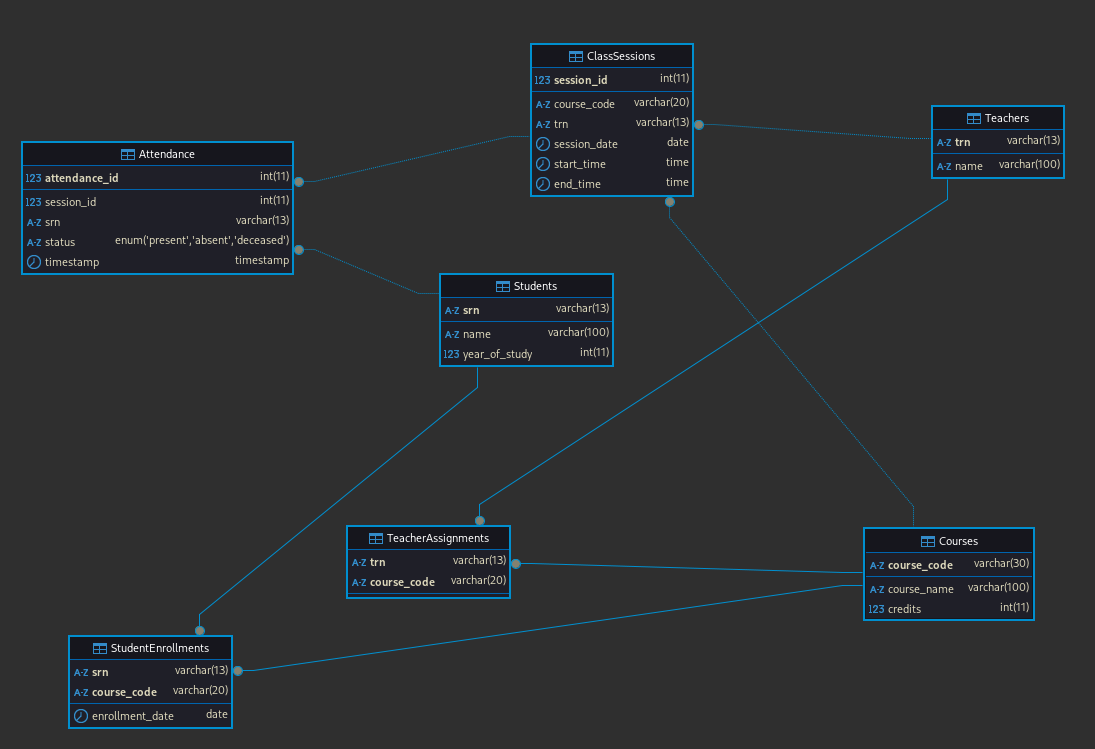 ClassSessions
123 session_id int(11)
A-Z course_code varchar(20)
A-Z trn varchar(13)
session_date date
start_time time
end_time time
Teachers
A-Z trn varchar(13)
A-Z name varchar(100)
Attendance
123 attendance_id int(11)
123 session_id int(11)
A-Z srn varchar(13)
A-Z status enum('present','absent','deceased')
timestamp timestamp
Students
A-Z srn varchar(13)
A-Z name varchar(100)
123 year_of_study int(11)
TeacherAssignments
A-Z trn varchar(13)
A-Z course_code varchar(20)
Courses
A-Z course_code varchar(30)
A-Z course_name varchar(100)
123 credits int(11)
StudentEnrollments
A-Z srn varchar(13)
A-Z course_code varchar(20)
enrollment_date date